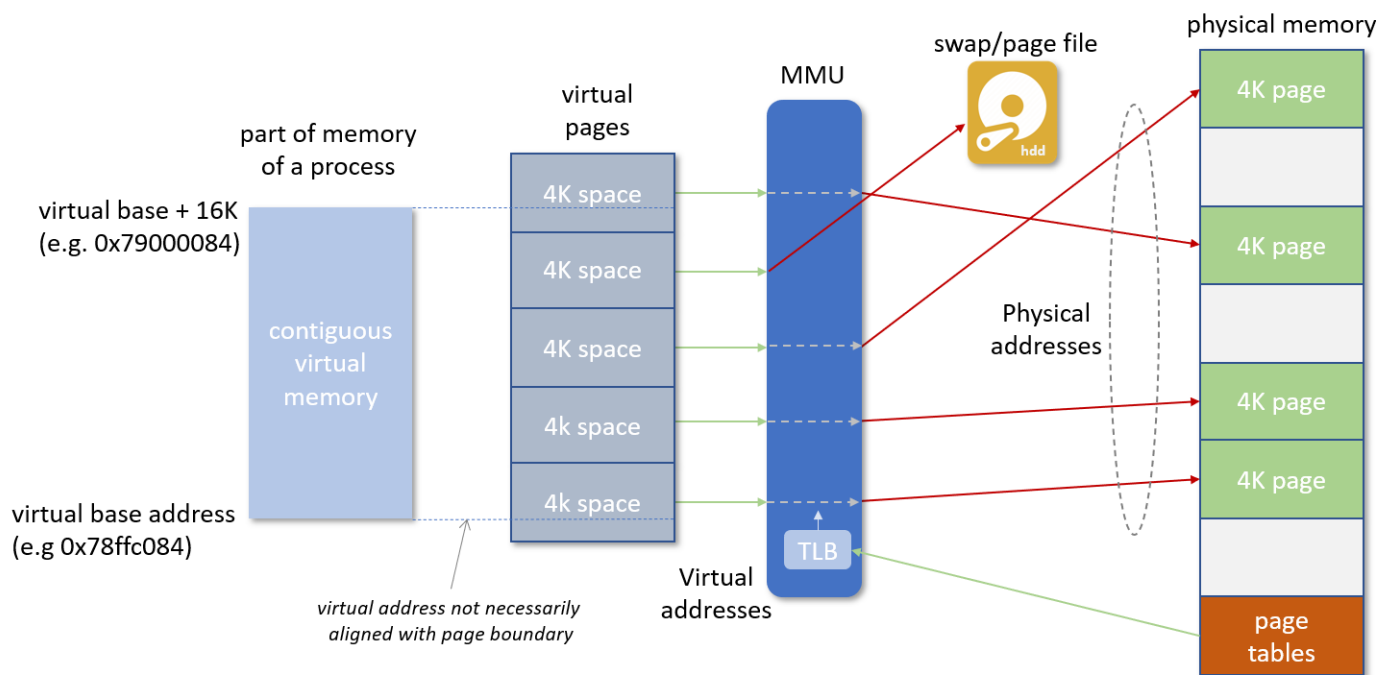 part of memory
of a process
virtual base + 16K
(e.g. 0x79000084)
contiguous
virtual
memory
virtual base address
(e.g 0x78ffc084)
virtual address not necessarily
aligned with page boundary
virtual
pages
4K space
4K space
4K space
4k space
4k space
Virtual
addresses
MMU
TLB
swap/page file
hdd
Physical
addresses
physical memory
4K page
4K page
4K page
4K page
page
tables